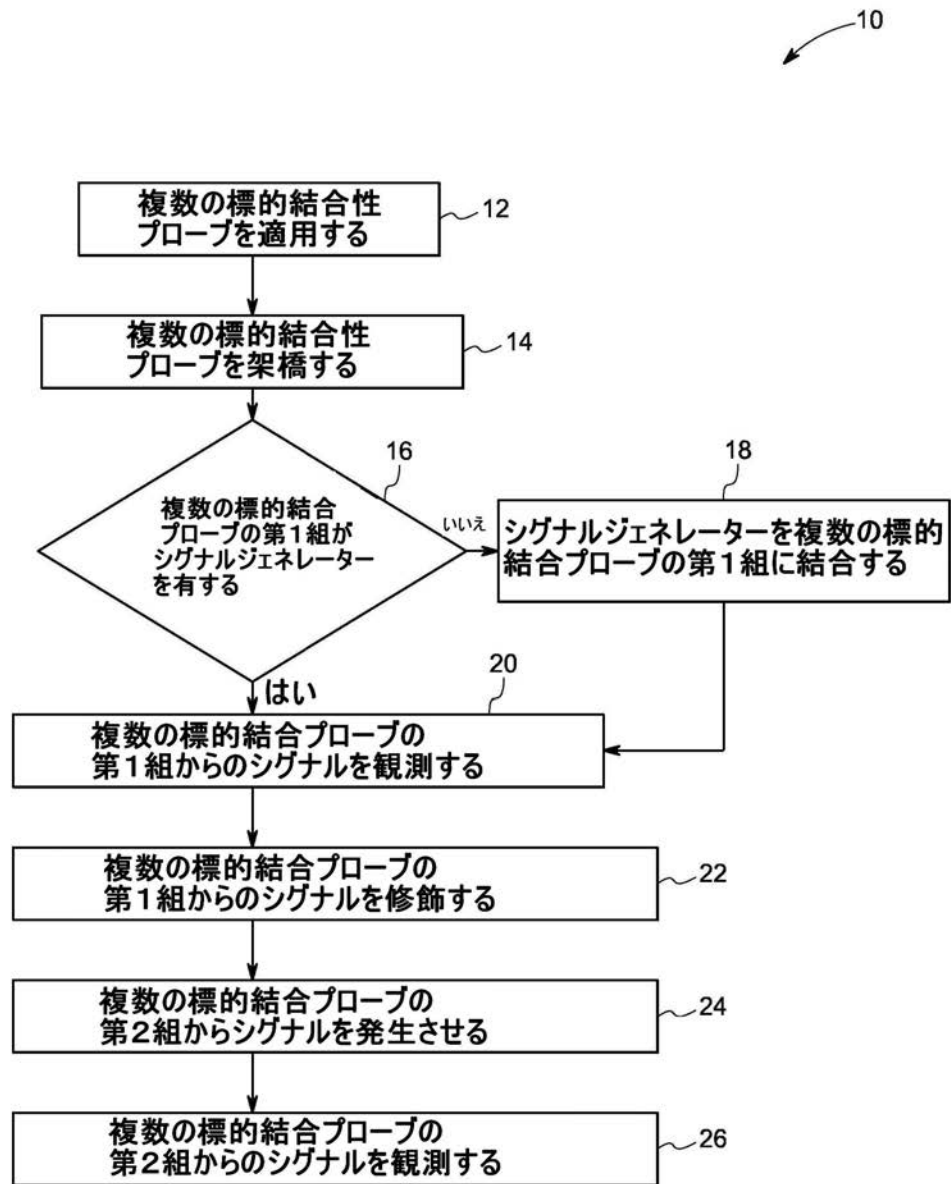 10
複数の標的結合性
プローブを適用する
12
複数の標的結合性
プローブを架橋する
14
16
複数の標的結合
プローブの第1組が
シグナルジェネレーター
を有する
いいえ
18
シグナルジェネレーターを複数の標的
結合プローブの第1組に結合する
はい
20
複数の標的結合プローブの
第1組からのシグナルを観測する
複数の標的結合プローブの
第1組からのシグナルを修飾する
22
複数の標的結合プローブの
第2組からシグナルを発生させる
24
複数の標的結合プローブの
第2組からのシグナルを観測する
26